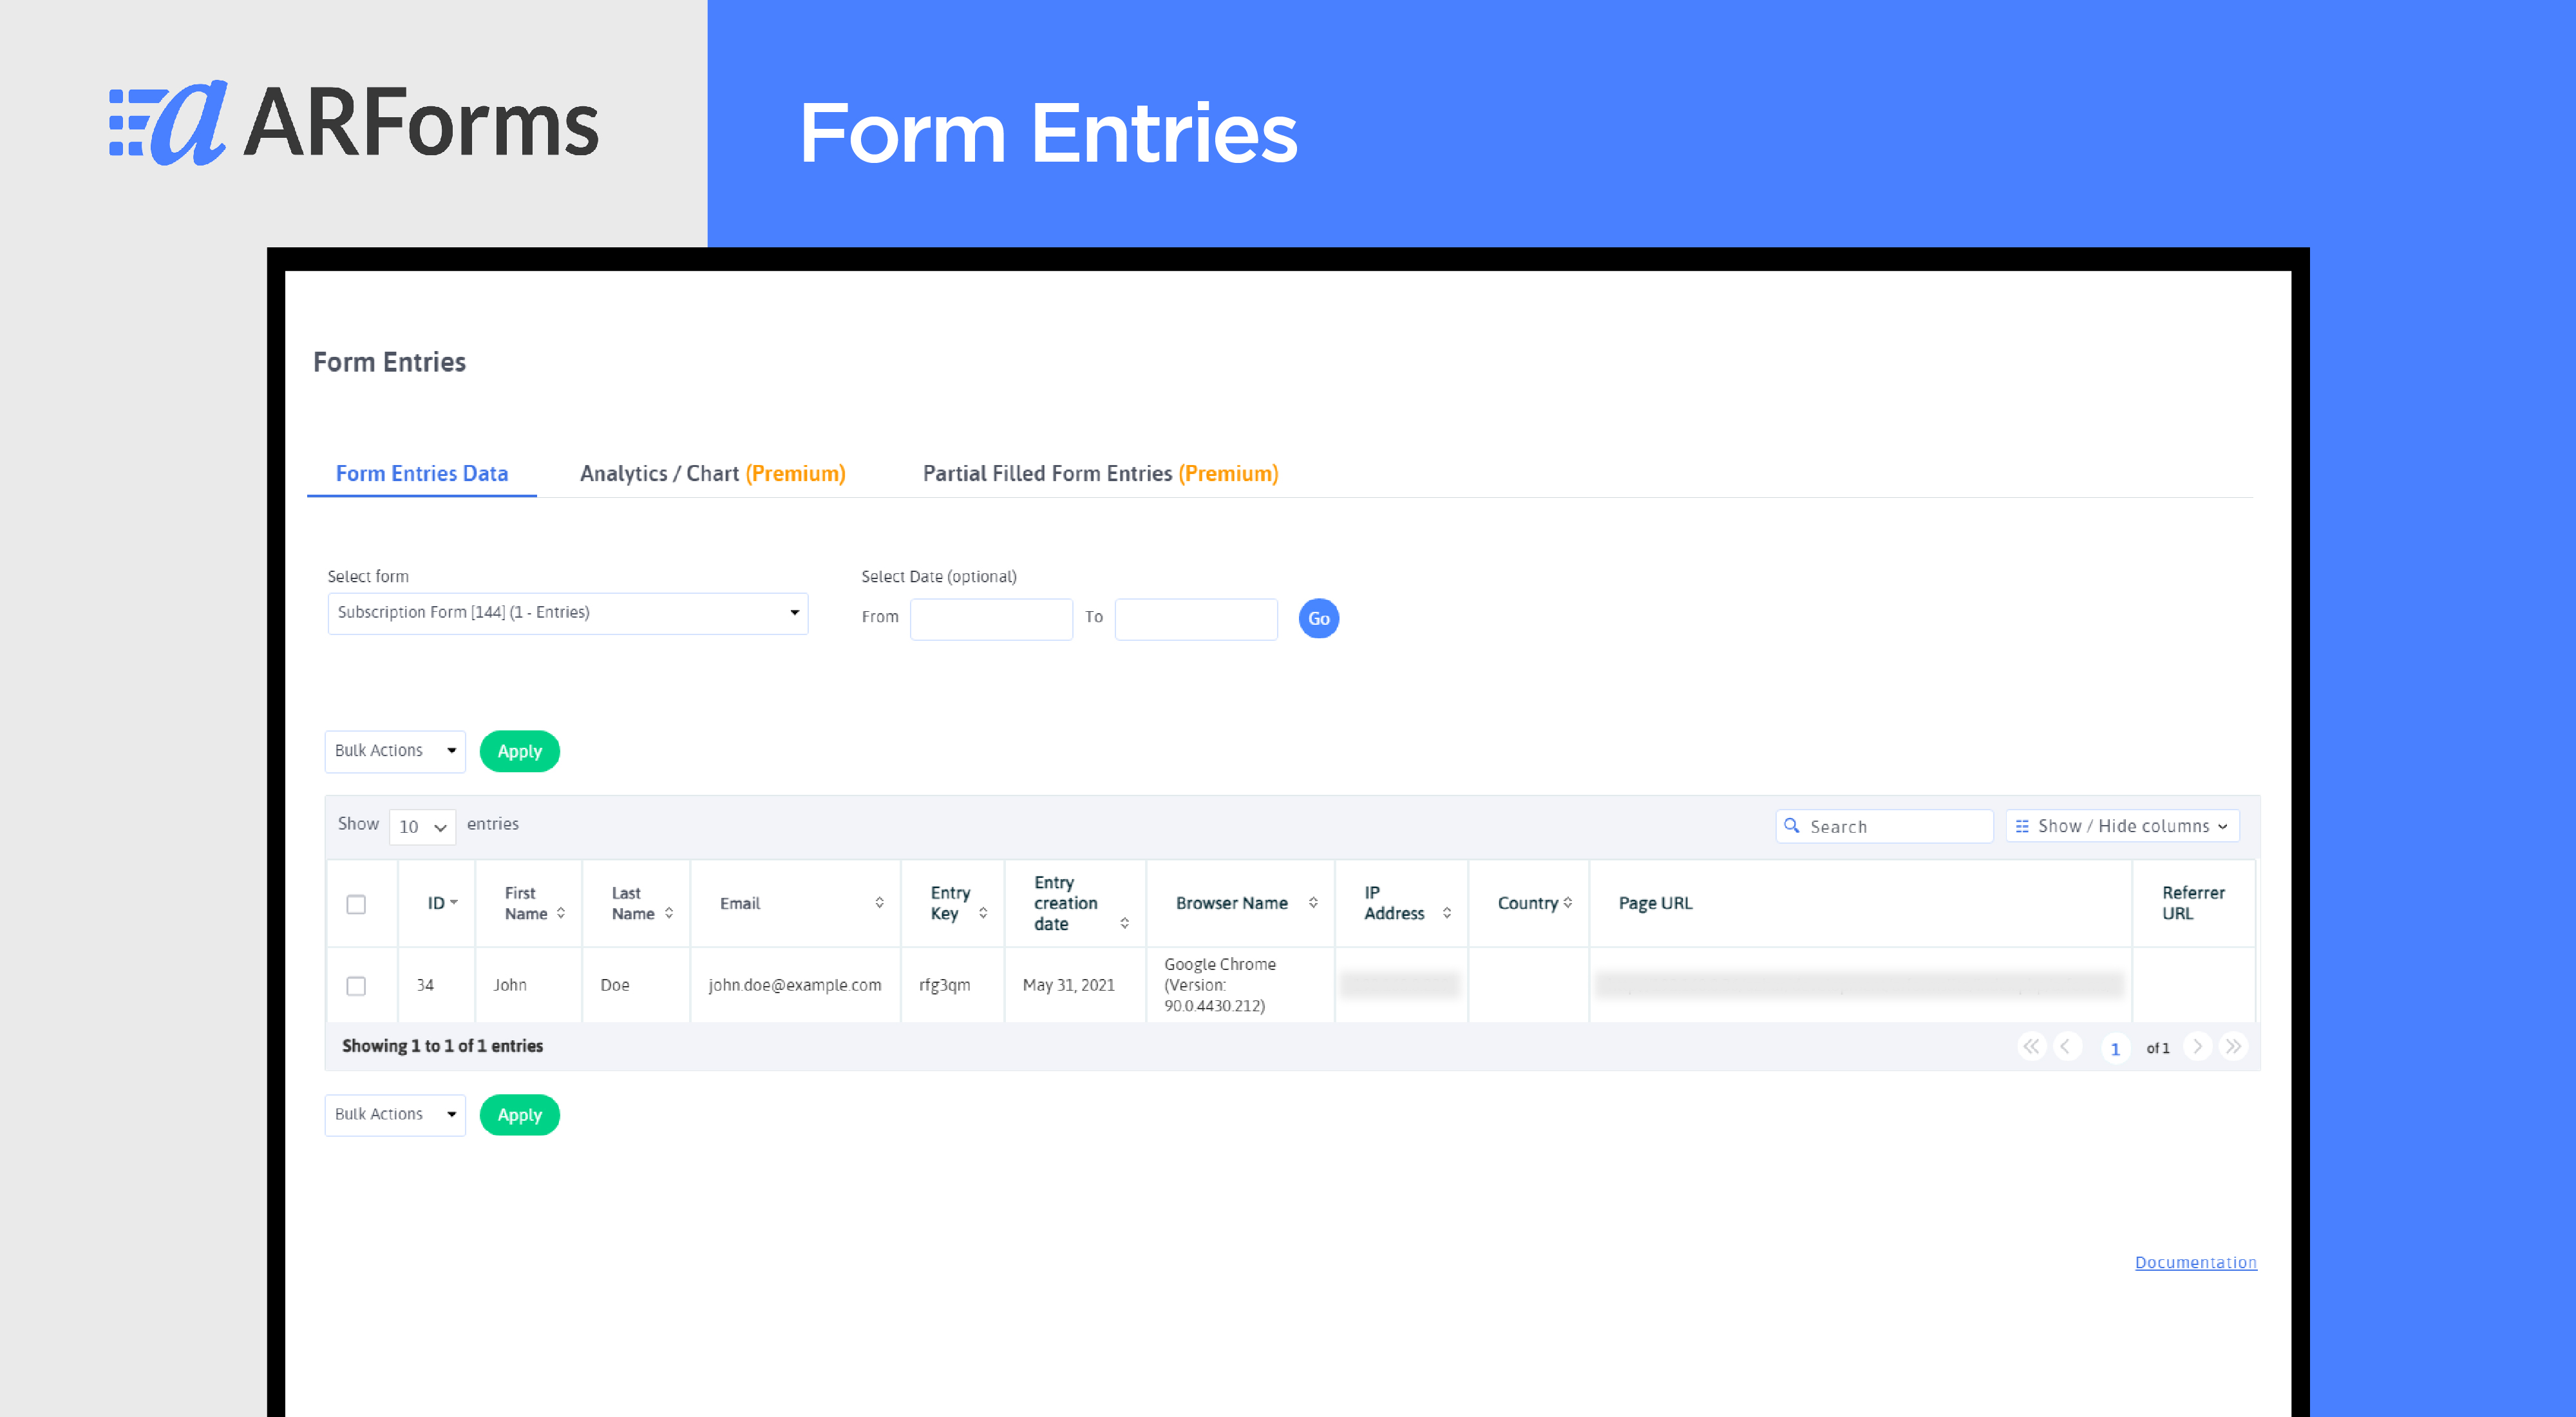 ARForms
Form Entries
Form Entries
Form Entries Data
Analytics / Chart (Premium)
Partial Filled Form Entries (Premium)
Select form
Select Date (optional)
Subscription Form [144] (1 - Entries)
From
To
Go
Bulk Actions
Apply
Show
10
entries
Search
Show / Hide columns
ID
First
Name
Last
Name
Email
Entry
Key
Entry
creation
date
Browser Name
IP
Address
Country
Page URL
Referrer
URL
34
John
Doe
john.doe@example.com
rfg3qm
May 31, 2021
Google Chrome
(Version:
90.0.4430.212)
Showing 1 to 1 of 1 entries
1
of 1
Bulk Actions
Apply
Documentation